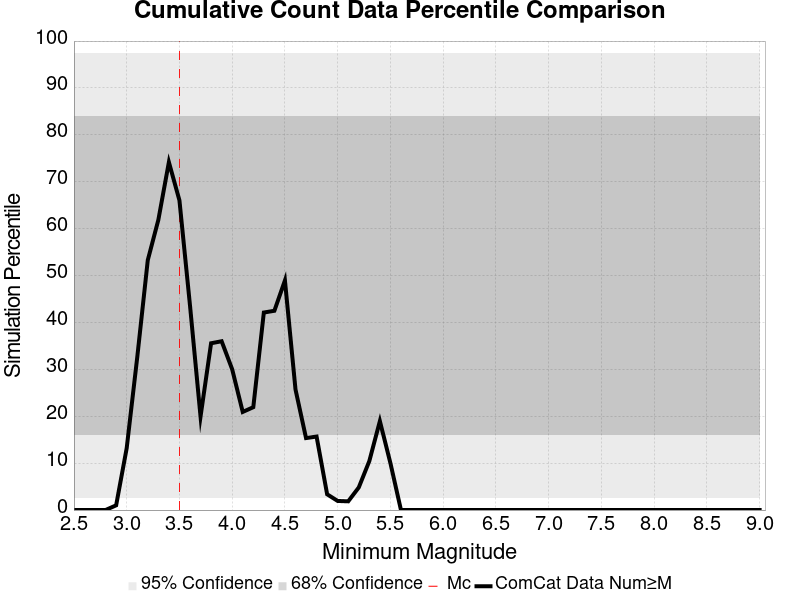 Cumulative Count Data Percentile Comparison
100
90
80
70
60
50
40
30
20
10
0
Simulation Percentile
2.5 3.0 3.5 4.0 4.5 5.0 5.5 6.0 6.5 7.0 7.5 8.0 8.5 9.0
Minimum Magnitude
95% Confidence 68% Confidence Mc ComCat Data Num≥M